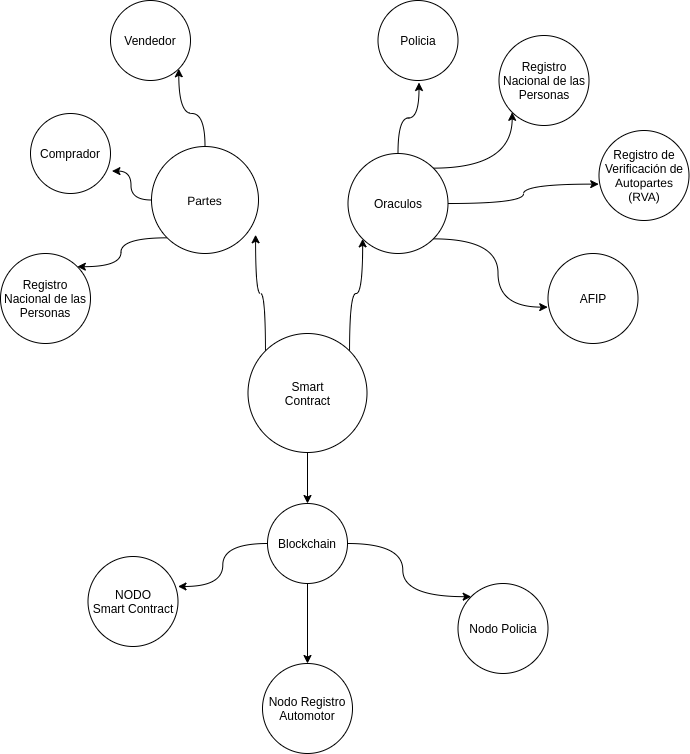 Vendedor
Policia
Registro
Nacional de las
Personas
Comprador
Registro de
Verificación de
Autopartes
(RVA)
Partes
Oraculos
Registro
Nacional de las
Personas
AFIP
Smart
Contract
Blockchain
NODO
Smart Contract
Nodo Policia
Nodo Registro
Automotor